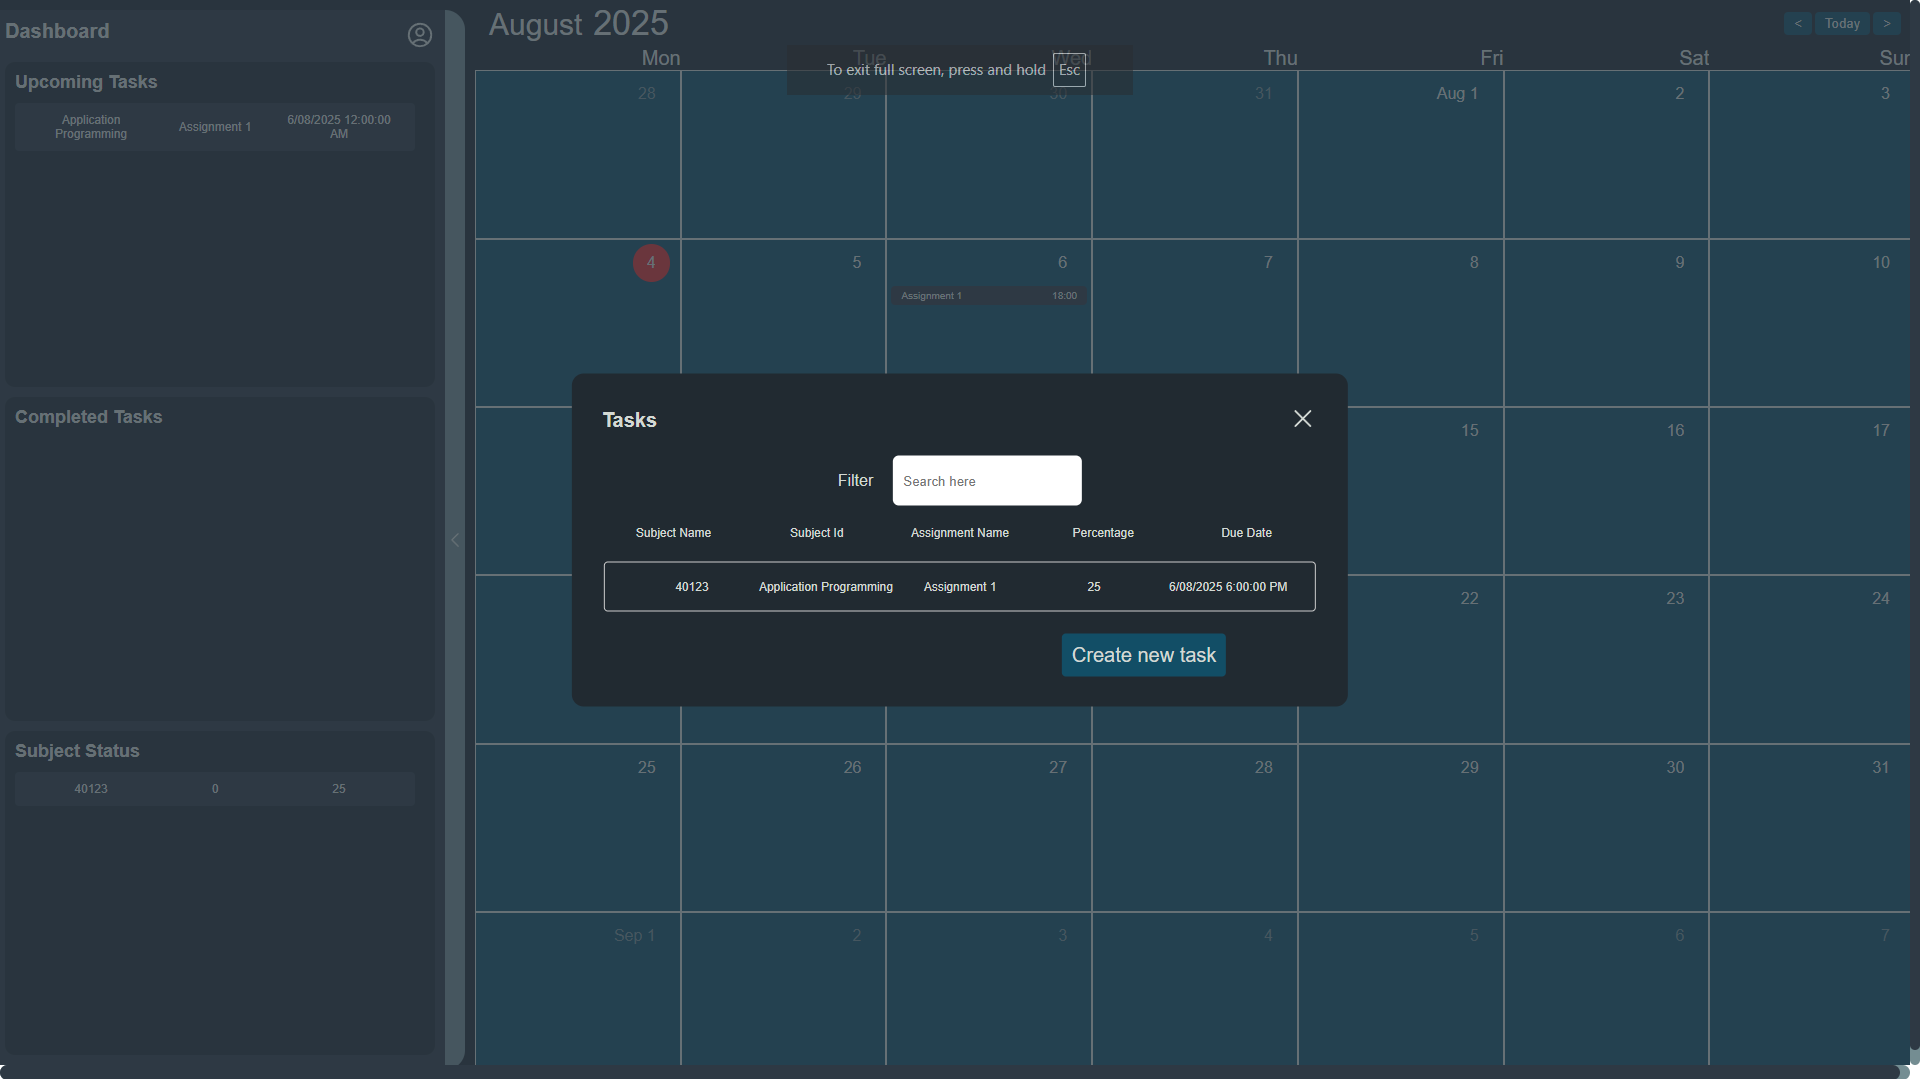 Dashboard
Upcoming Tasks
Application Programming
Assignment 1
6/08/2025 12:00:00 AM
Completed Tasks
Subject Status
40123 0 25
August 2025
< Today >
Mon Tue Wed Thu Fri Sat Sun
To exit full screen, press and hold Esc
28 29 30 31 Aug 1 2 3
4 5 6 7 8 9 10
Assignment 1 18:00
15 16 17
22 23 24
25 26 27 28 29 30 31
Sep 1 2 3 4 5 6 7
Tasks
Filter Search here
Subject Name Subject Id Assignment Name Percentage Due Date
40123 Application Programming Assignment 1 25 6/08/2025 6:00:00 PM
Create new task